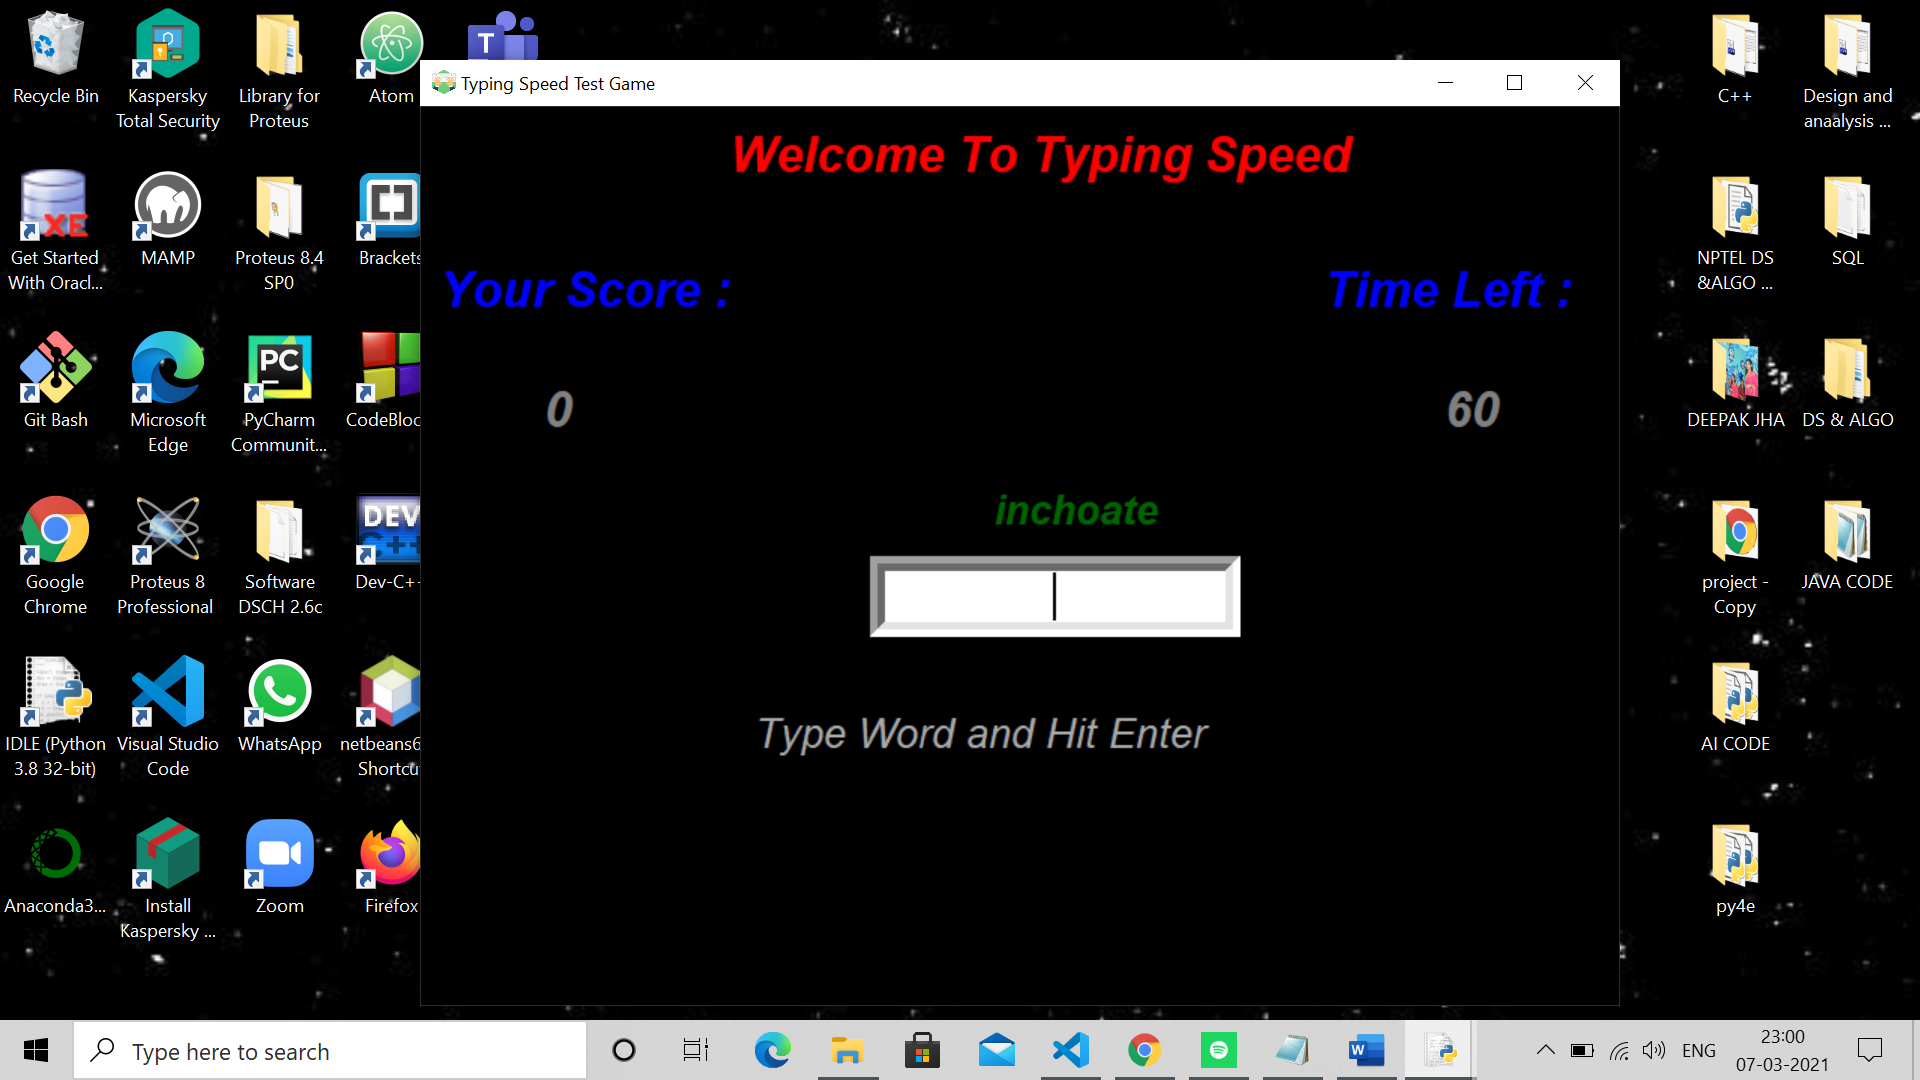 Recycle Bin
Kaspersky
Total Security
Library for
Proteus
Atom
T
Typing Speed Test Game
C++
Design and
anaalysis ...
Welcome To Typing Speed
XE
Get Started
With Oracl...
MAMP
Proteus 8.4
SP0
Brackets
NPTEL DS
&ALGO ...
SQL
Your Score :
Time Left :
Git Bash
Microsoft
Edge
PC
PyCharm
Communit...
CodeBloc
DEEPAK JHA
DS & ALGO
0
60
inchoate
Google
Chrome
Proteus 8
Professional
Software
DSCH 2.6c
DEV
C++
Dev-C++
project -
Copy
JAVA CODE
Type Word and Hit Enter
IDLE (Python
3.8 32-bit)
Visual Studio
Code
WhatsApp
netbeans6
Shortcu
AI CODE
Anaconda3...
Install
Kaspersky ...
Zoom
Firefox
py4e
Type here to search
W
ENG
23:00
07-03-2021